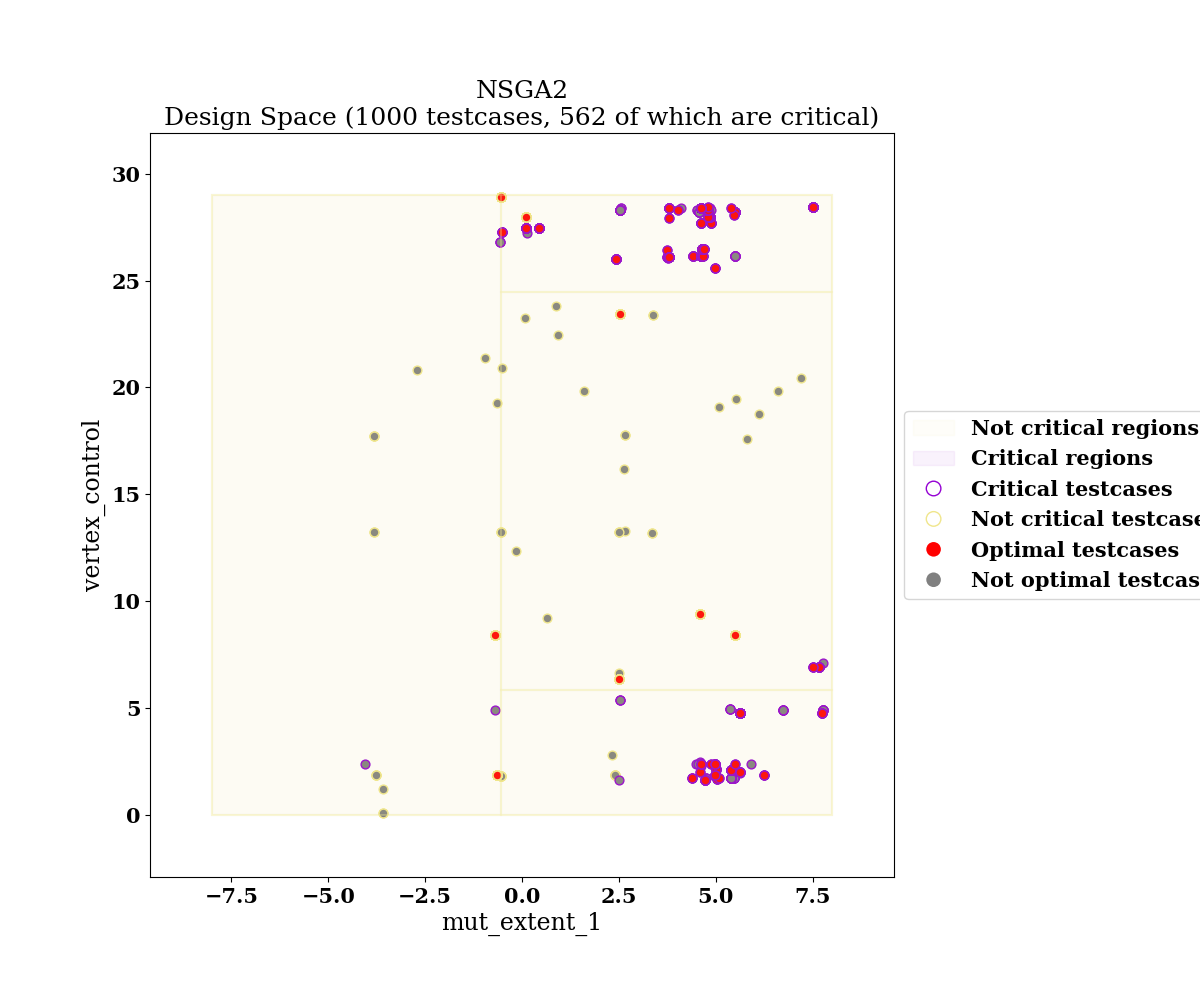 NSGA2
Design Space (1000 testcases, 562 of which are critical)
30
25
20
15
10
5
0
vertex_control
−7.5
−5.0
−2.5
0.0
2.5
5.0
7.5
mut_extent_1
Not critical regions
Critical regions
Critical testcases
Not critical testcase
Optimal testcases
Not optimal testcas